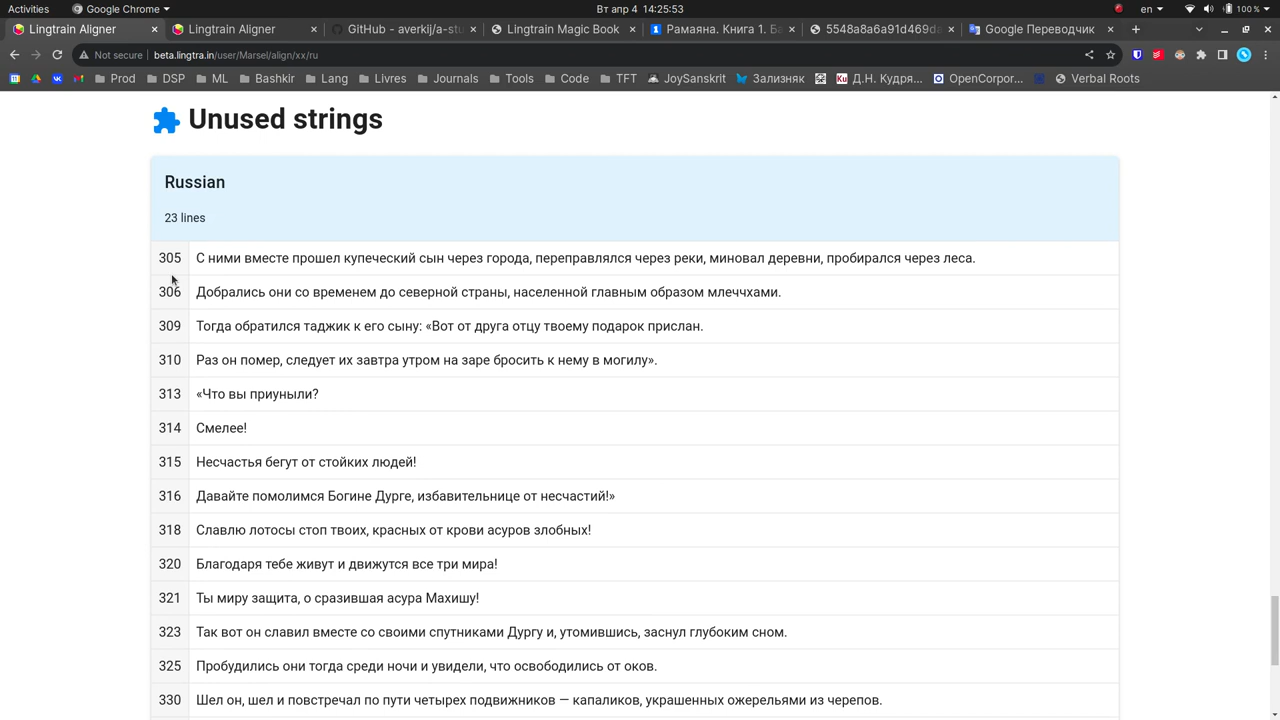 Activities
Google Chrome
Вт апр 4 14:25:53
en
100 %
Lingtrain Aligner
Lingtrain Aligner
GitHub - averkij/a-stu
Lingtrain Magic Book
Рамаяна. Книга 1. Ба
5548a8a6a91d469da
Google Переводчик
Not secure
beta.lingtra.in/user/Marsel/align/xx/ru
Prod
DSP
ML
Bashkir
Lang
Livres
Journals
Tools
Code
TFT
JoySanskrit
Зализняк
Д.Н. Кудря...
OpenCorpor...
Verbal Roots
Unused strings
Russian
23 lines
305 С ними вместе прошел купеческий сын через города, переправлялся через реки, миновал деревни, пробирался через леса.
306 Добрались они со временем до северной страны, населенной главным образом млеччхами.
309 Тогда обратился таджик к его сыну: «Вот от друга отцу твоему подарок прислан.
310 Раз он помер, следует их завтра утром на заре бросить к нему в могилу».
313 «Что вы приуныли?
314 Смелее!
315 Несчастья бегут от стойких людей!
316 Давайте помолимся Богине Дурге, избавительнице от несчастий!»
318 Славлю лотосы стоп твоих, красных от крови асуров злобных!
320 Благодаря тебе живут и движутся все три мира!
321 Ты миру защита, о сразившая асура Махишу!
323 Так вот он славил вместе со своими спутниками Дургу и, утомившись, заснул глубоким сном.
325 Пробудились они тогда среди ночи и увидели, что освободились от оков.
330 Шел он, шел и повстречал по пути четырех подвижников — капаликов, украшенных ожерельями из черепов.